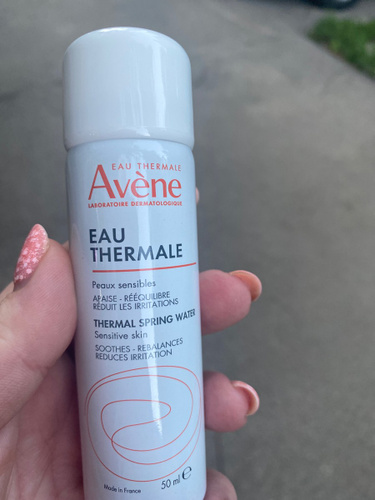 EAU THERMALE
Avène
LABORATOIRE DERMATOLOGIQUE
EAU
THERMALE
Peaux sensibles
APAISE - RÉÉQUILIBRE
RÉDUIT LES IRRITATIONS
THERMAL SPRING WATER
Sensitive skin
SOOTHES - REBALANCES
REDUCES IRRITATION
Made in France
50 ml ℮